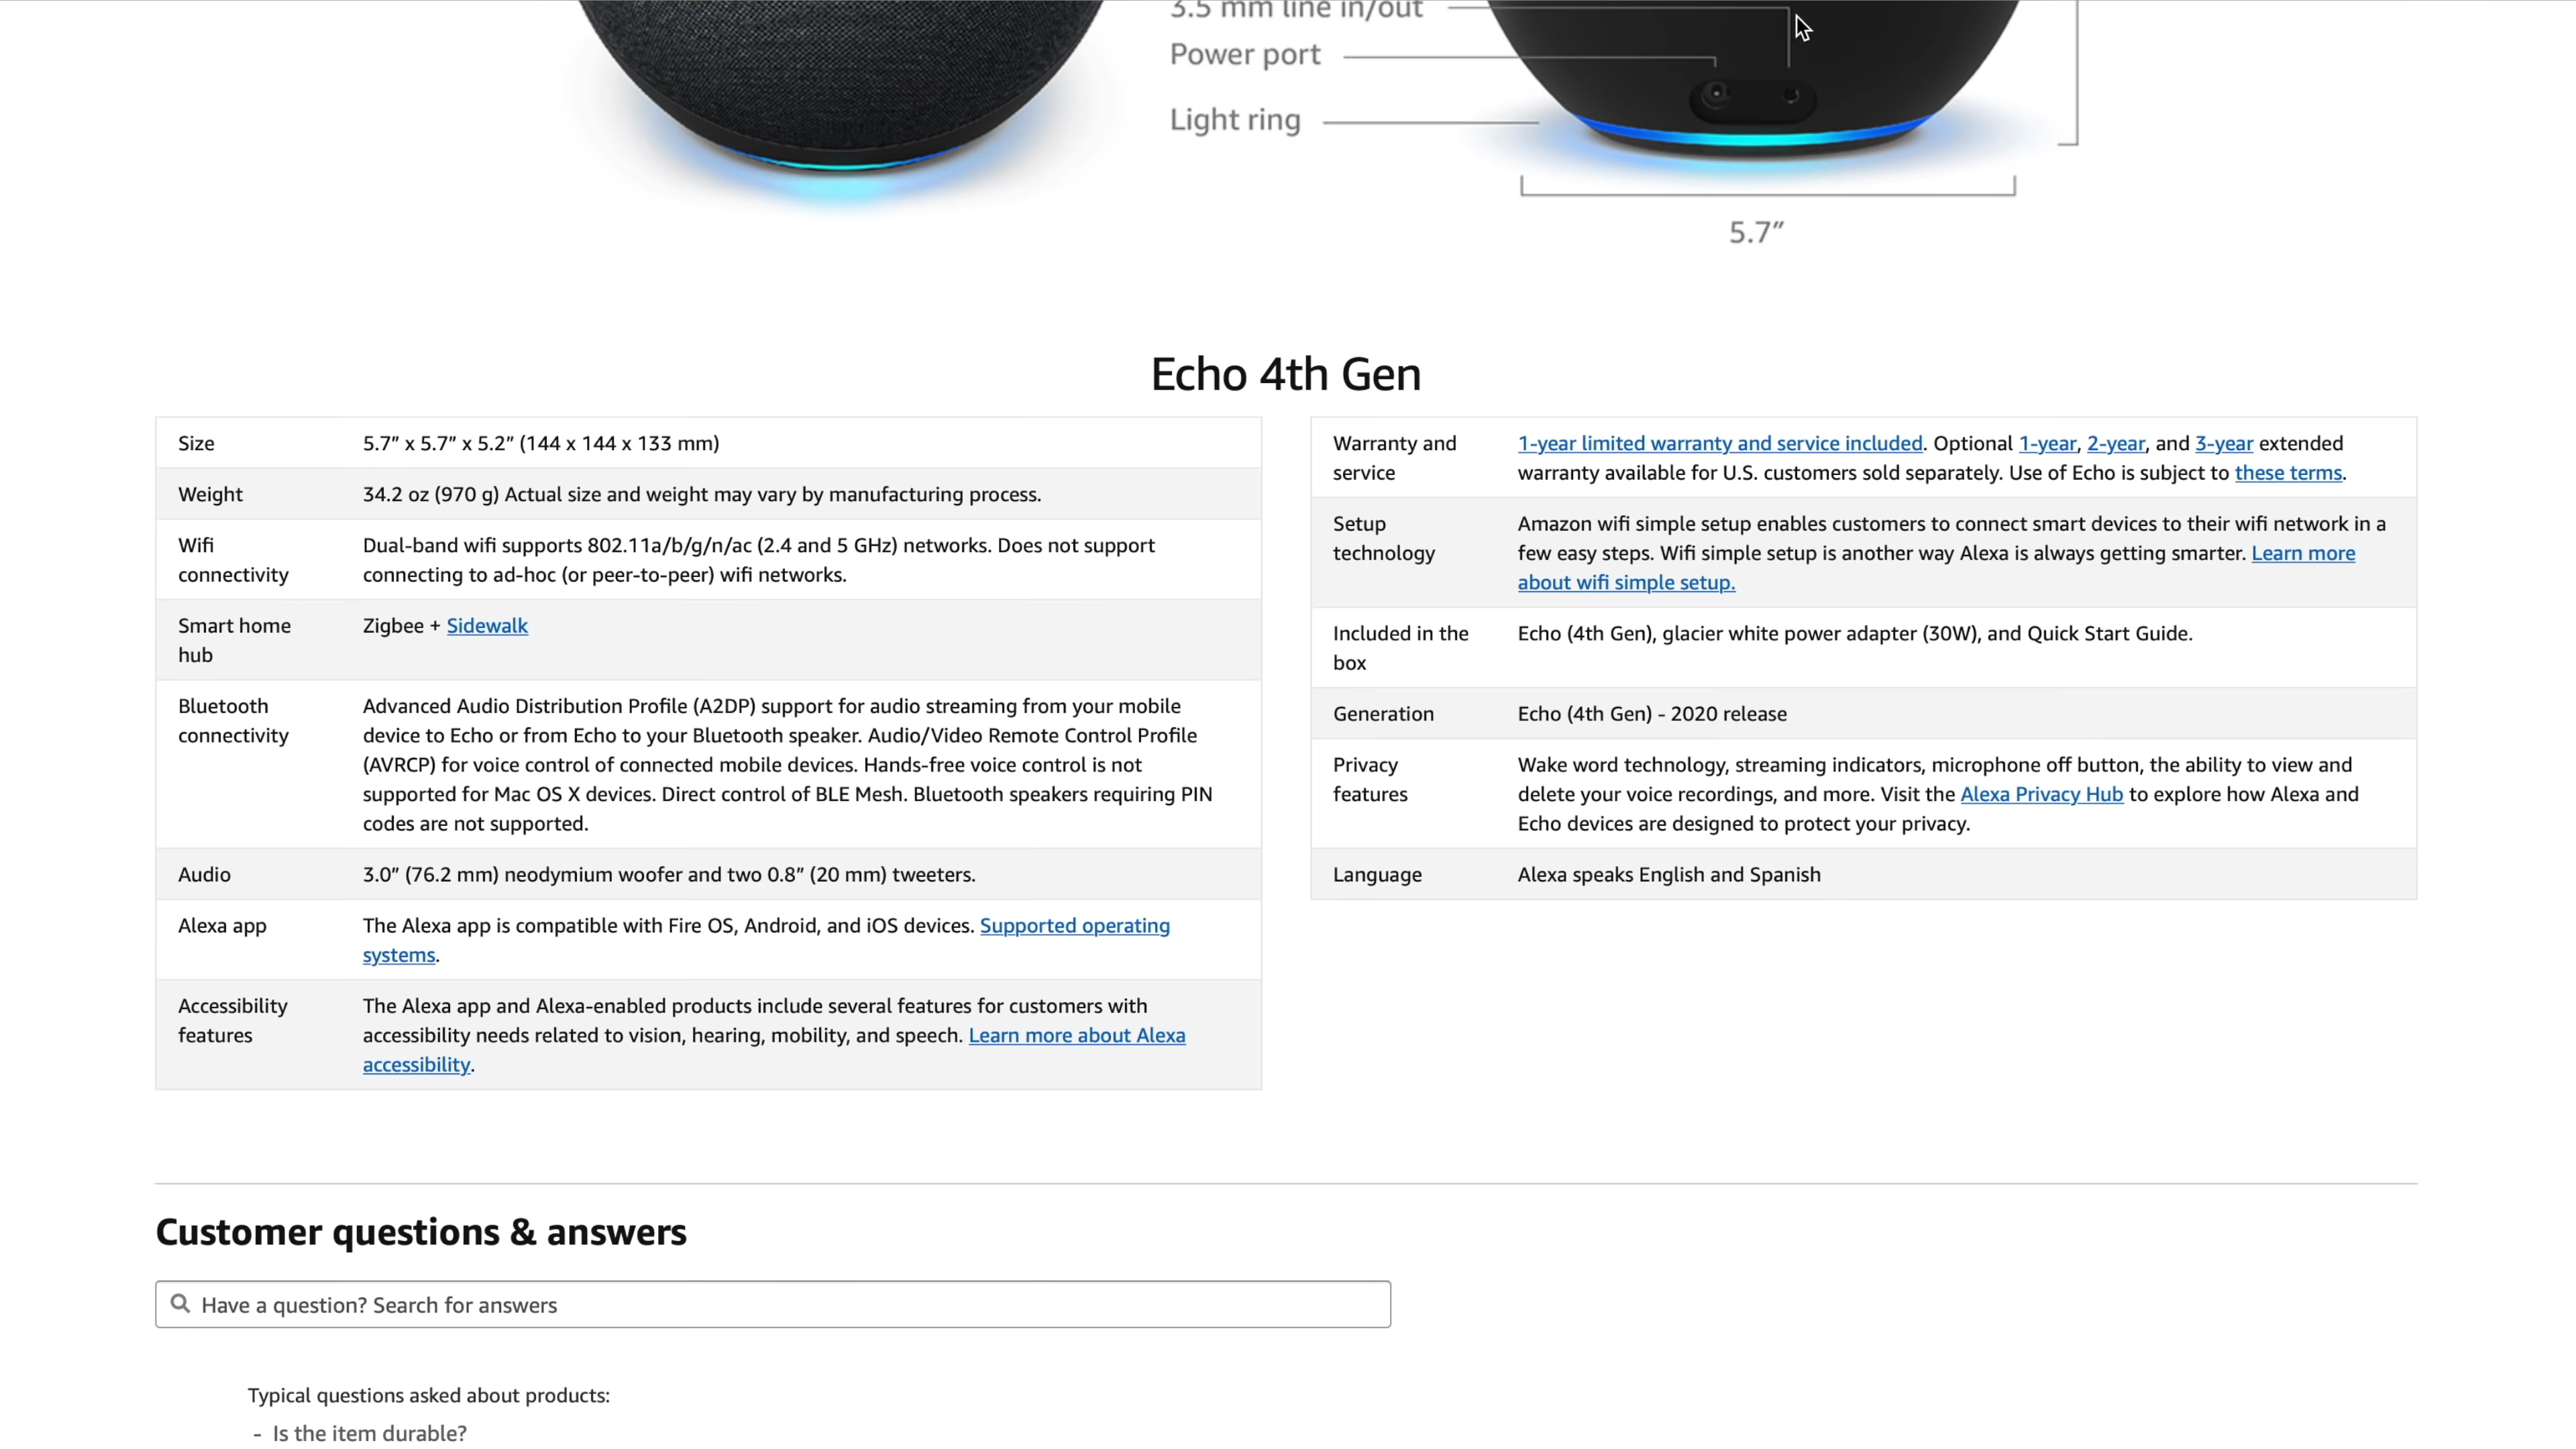 3.5 mm line in/out
Power port
Light ring
5.7”
Echo 4th Gen
Size
5.7” x 5.7” x 5.2” (144 x 144 x 133 mm)
Weight
34.2 oz (970 g) Actual size and weight may vary by manufacturing process.
Wifi
connectivity
Dual-band wifi supports 802.11a/b/g/n/ac (2.4 and 5 GHz) networks. Does not support
connecting to ad-hoc (or peer-to-peer) wifi networks.
Smart home
hub
Zigbee + Sidewalk
Bluetooth
connectivity
Advanced Audio Distribution Profile (A2DP) support for audio streaming from your mobile
device to Echo or from Echo to your Bluetooth speaker. Audio/Video Remote Control Profile
(AVRCP) for voice control of connected mobile devices. Hands-free voice control is not
supported for Mac OS X devices. Direct control of BLE Mesh. Bluetooth speakers requiring PIN
codes are not supported.
Audio
3.0” (76.2 mm) neodymium woofer and two 0.8” (20 mm) tweeters.
Alexa app
The Alexa app is compatible with Fire OS, Android, and iOS devices. Supported operating
systems.
Accessibility
features
The Alexa app and Alexa-enabled products include several features for customers with
accessibility needs related to vision, hearing, mobility, and speech. Learn more about Alexa
accessibility.
Warranty and
service
1-year limited warranty and service included. Optional 1-year, 2-year, and 3-year extended
warranty available for U.S. customers sold separately. Use of Echo is subject to these terms.
Setup
technology
Amazon wifi simple setup enables customers to connect smart devices to their wifi network in a
few easy steps. Wifi simple setup is another way Alexa is always getting smarter. Learn more
about wifi simple setup.
Included in the
box
Echo (4th Gen), glacier white power adapter (30W), and Quick Start Guide.
Generation
Echo (4th Gen) - 2020 release
Privacy
features
Wake word technology, streaming indicators, microphone off button, the ability to view and
delete your voice recordings, and more. Visit the Alexa Privacy Hub to explore how Alexa and
Echo devices are designed to protect your privacy.
Language
Alexa speaks English and Spanish
Customer questions & answers
Have a question? Search for answers
Typical questions asked about products:
- Is the item durable?